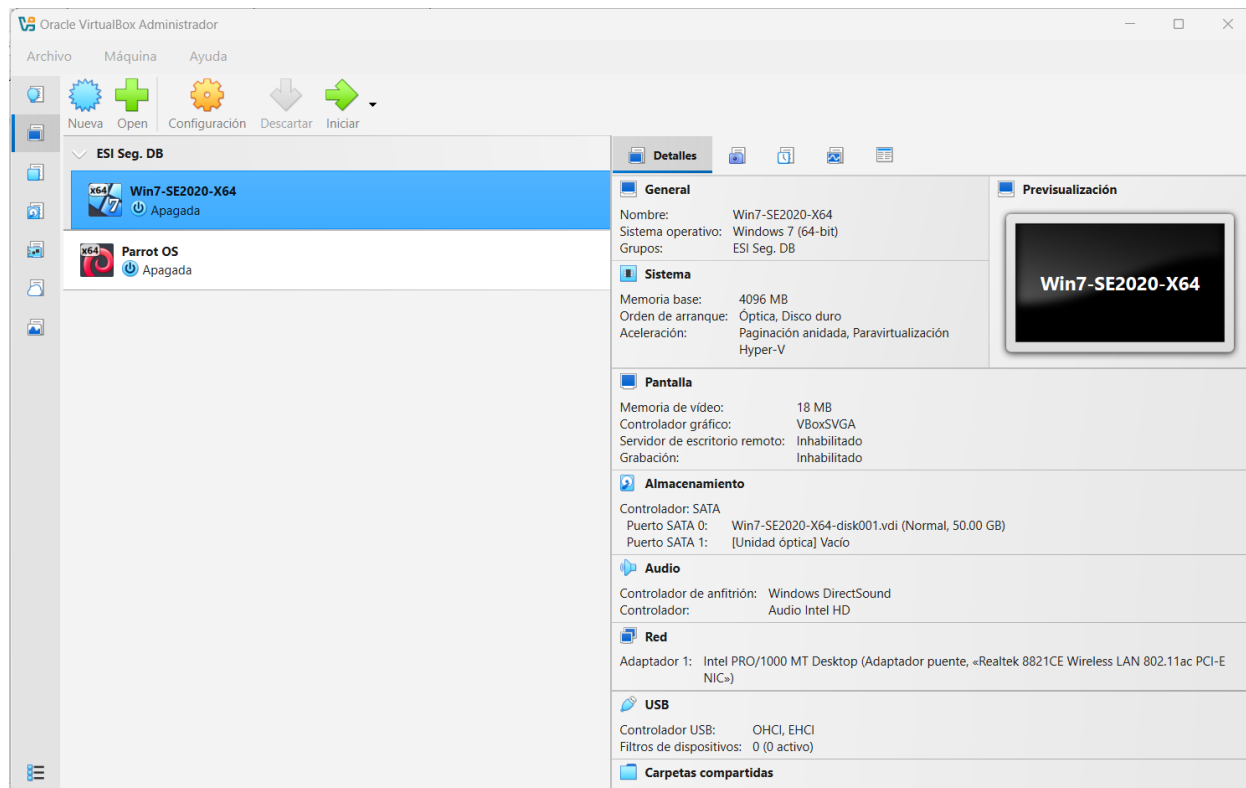 Oracle VirtualBox Administrador
Archivo Máquina Ayuda
Nueva Open Configuración Descartar Iniciar
ESI Seg. DB
x64 7 Win7-SE2020-X64
Apagada
x64 Parrot OS
Apagada
Detalles
General
Nombre: Win7-SE2020-X64
Sistema operativo: Windows 7 (64-bit)
Grupos: ESI Seg. DB
Sistema
Memoria base: 4096 MB
Orden de arranque: Óptica, Disco duro
Aceleración: Paginación anidada, Paravirtualización
Hyper-V
Previsualización
Win7-SE2020-X64
Pantalla
Memoria de vídeo: 18 MB
Controlador gráfico: VBoxSVGA
Servidor de escritorio remoto: Inhabilitado
Grabación: Inhabilitado
Almacenamiento
Controlador: SATA
Puerto SATA 0: Win7-SE2020-X64-disk001.vdi (Normal, 50.00 GB)
Puerto SATA 1: [Unidad óptica] Vacío
Audio
Controlador de anfitrión: Windows DirectSound
Controlador: Audio Intel HD
Red
Adaptador 1: Intel PRO/1000 MT Desktop (Adaptador puente, «Realtek 8821CE Wireless LAN 802.11ac PCI-E
NIC»)
USB
Controlador USB: OHCI, EHCI
Filtros de dispositivos: 0 (0 activo)
Carpetas compartidas